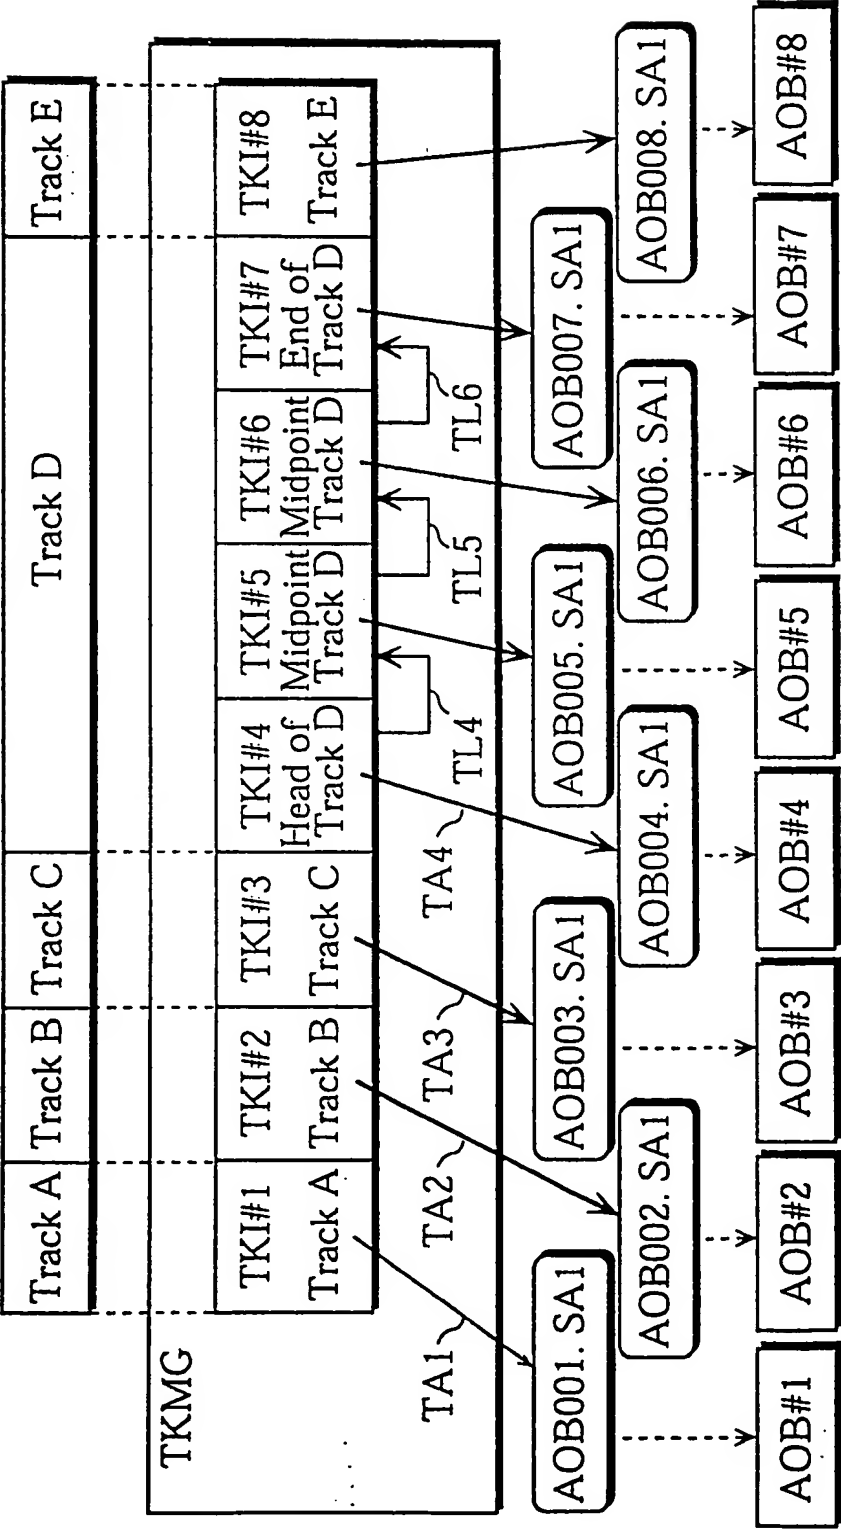 Track A
Track B
Track C
Track D
Track E
TKMG
TKI#1
Track A
TKI#2
Track B
TKI#3
Track C
TKI#4
Head of
Track D
TKI#5
Midpoint
Track D
TKI#6
Midpoint
Track D
TKI#7
End of
Track D
TKI#8
Track E
TA1
TA2
TA3
TA4
TL4
TL5
TL6
AOB001. SA1
AOB003. SA1
AOB005. SA1
AOB007. SA1
AOB002. SA1
AOB004. SA1
AOB006. SA1
AOB008. SA1
AOB#1
AOB#2
AOB#3
AOB#4
AOB#5
AOB#6
AOB#7
AOB#8